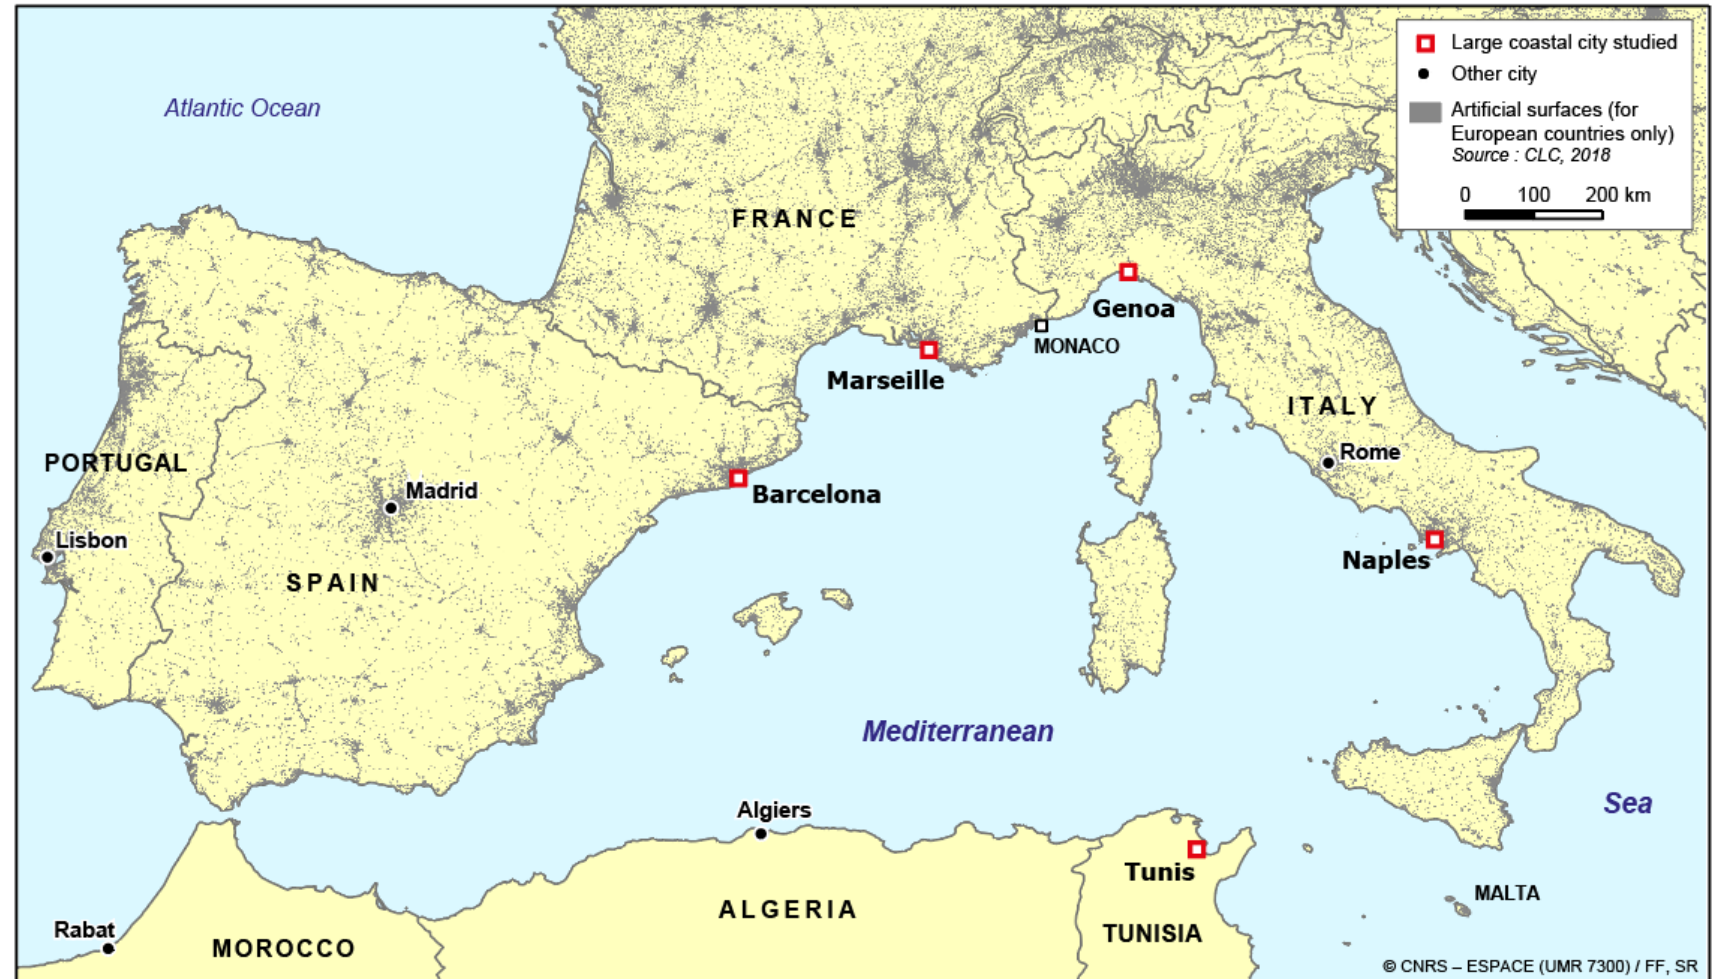 Large coastal city studied
Other city
Artificial surfaces (for
European countries only)
Source : CLC, 2018
0 100 200 km
Atlantic Ocean
FRANCE
Genoa
MONACO
Marseille
ITALY
Rome
PORTUGAL
Madrid
Barcelona
Lisbon
Naples
SPAIN
Mediterranean
Sea
Algiers
Tunis
MALTA
ALGERIA
Rabat
TUNISIA
MOROCCO
© CNRS – ESPACE (UMR 7300) / FF, SR